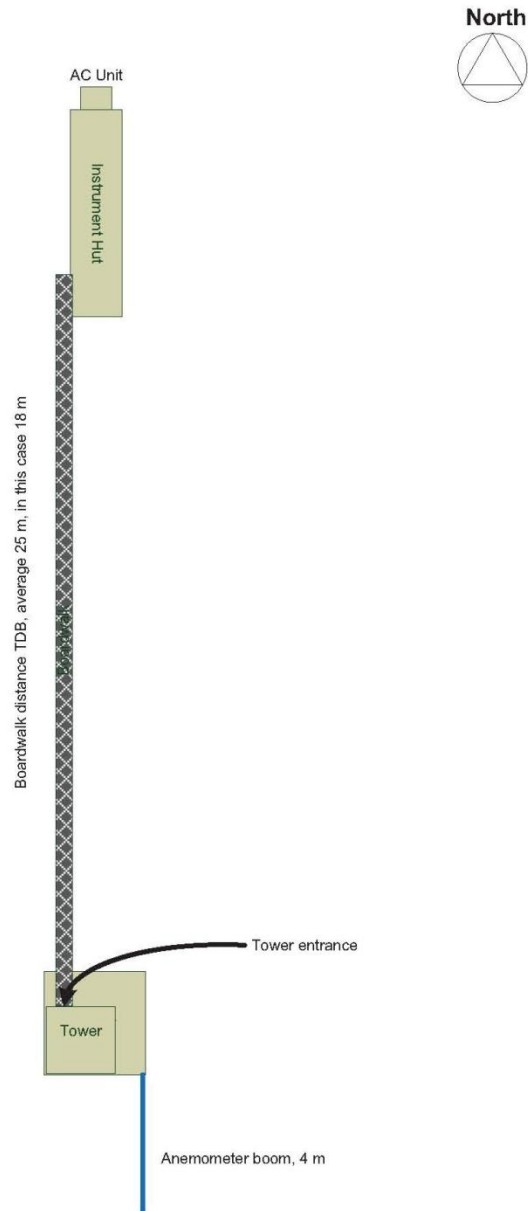 North
AC Unit
Instrument Hut
Boardwalk distance TDB, average 25 m, in this case 18 m
Boardwalk
Tower entrance
Tower
Anemometer boom, 4 m